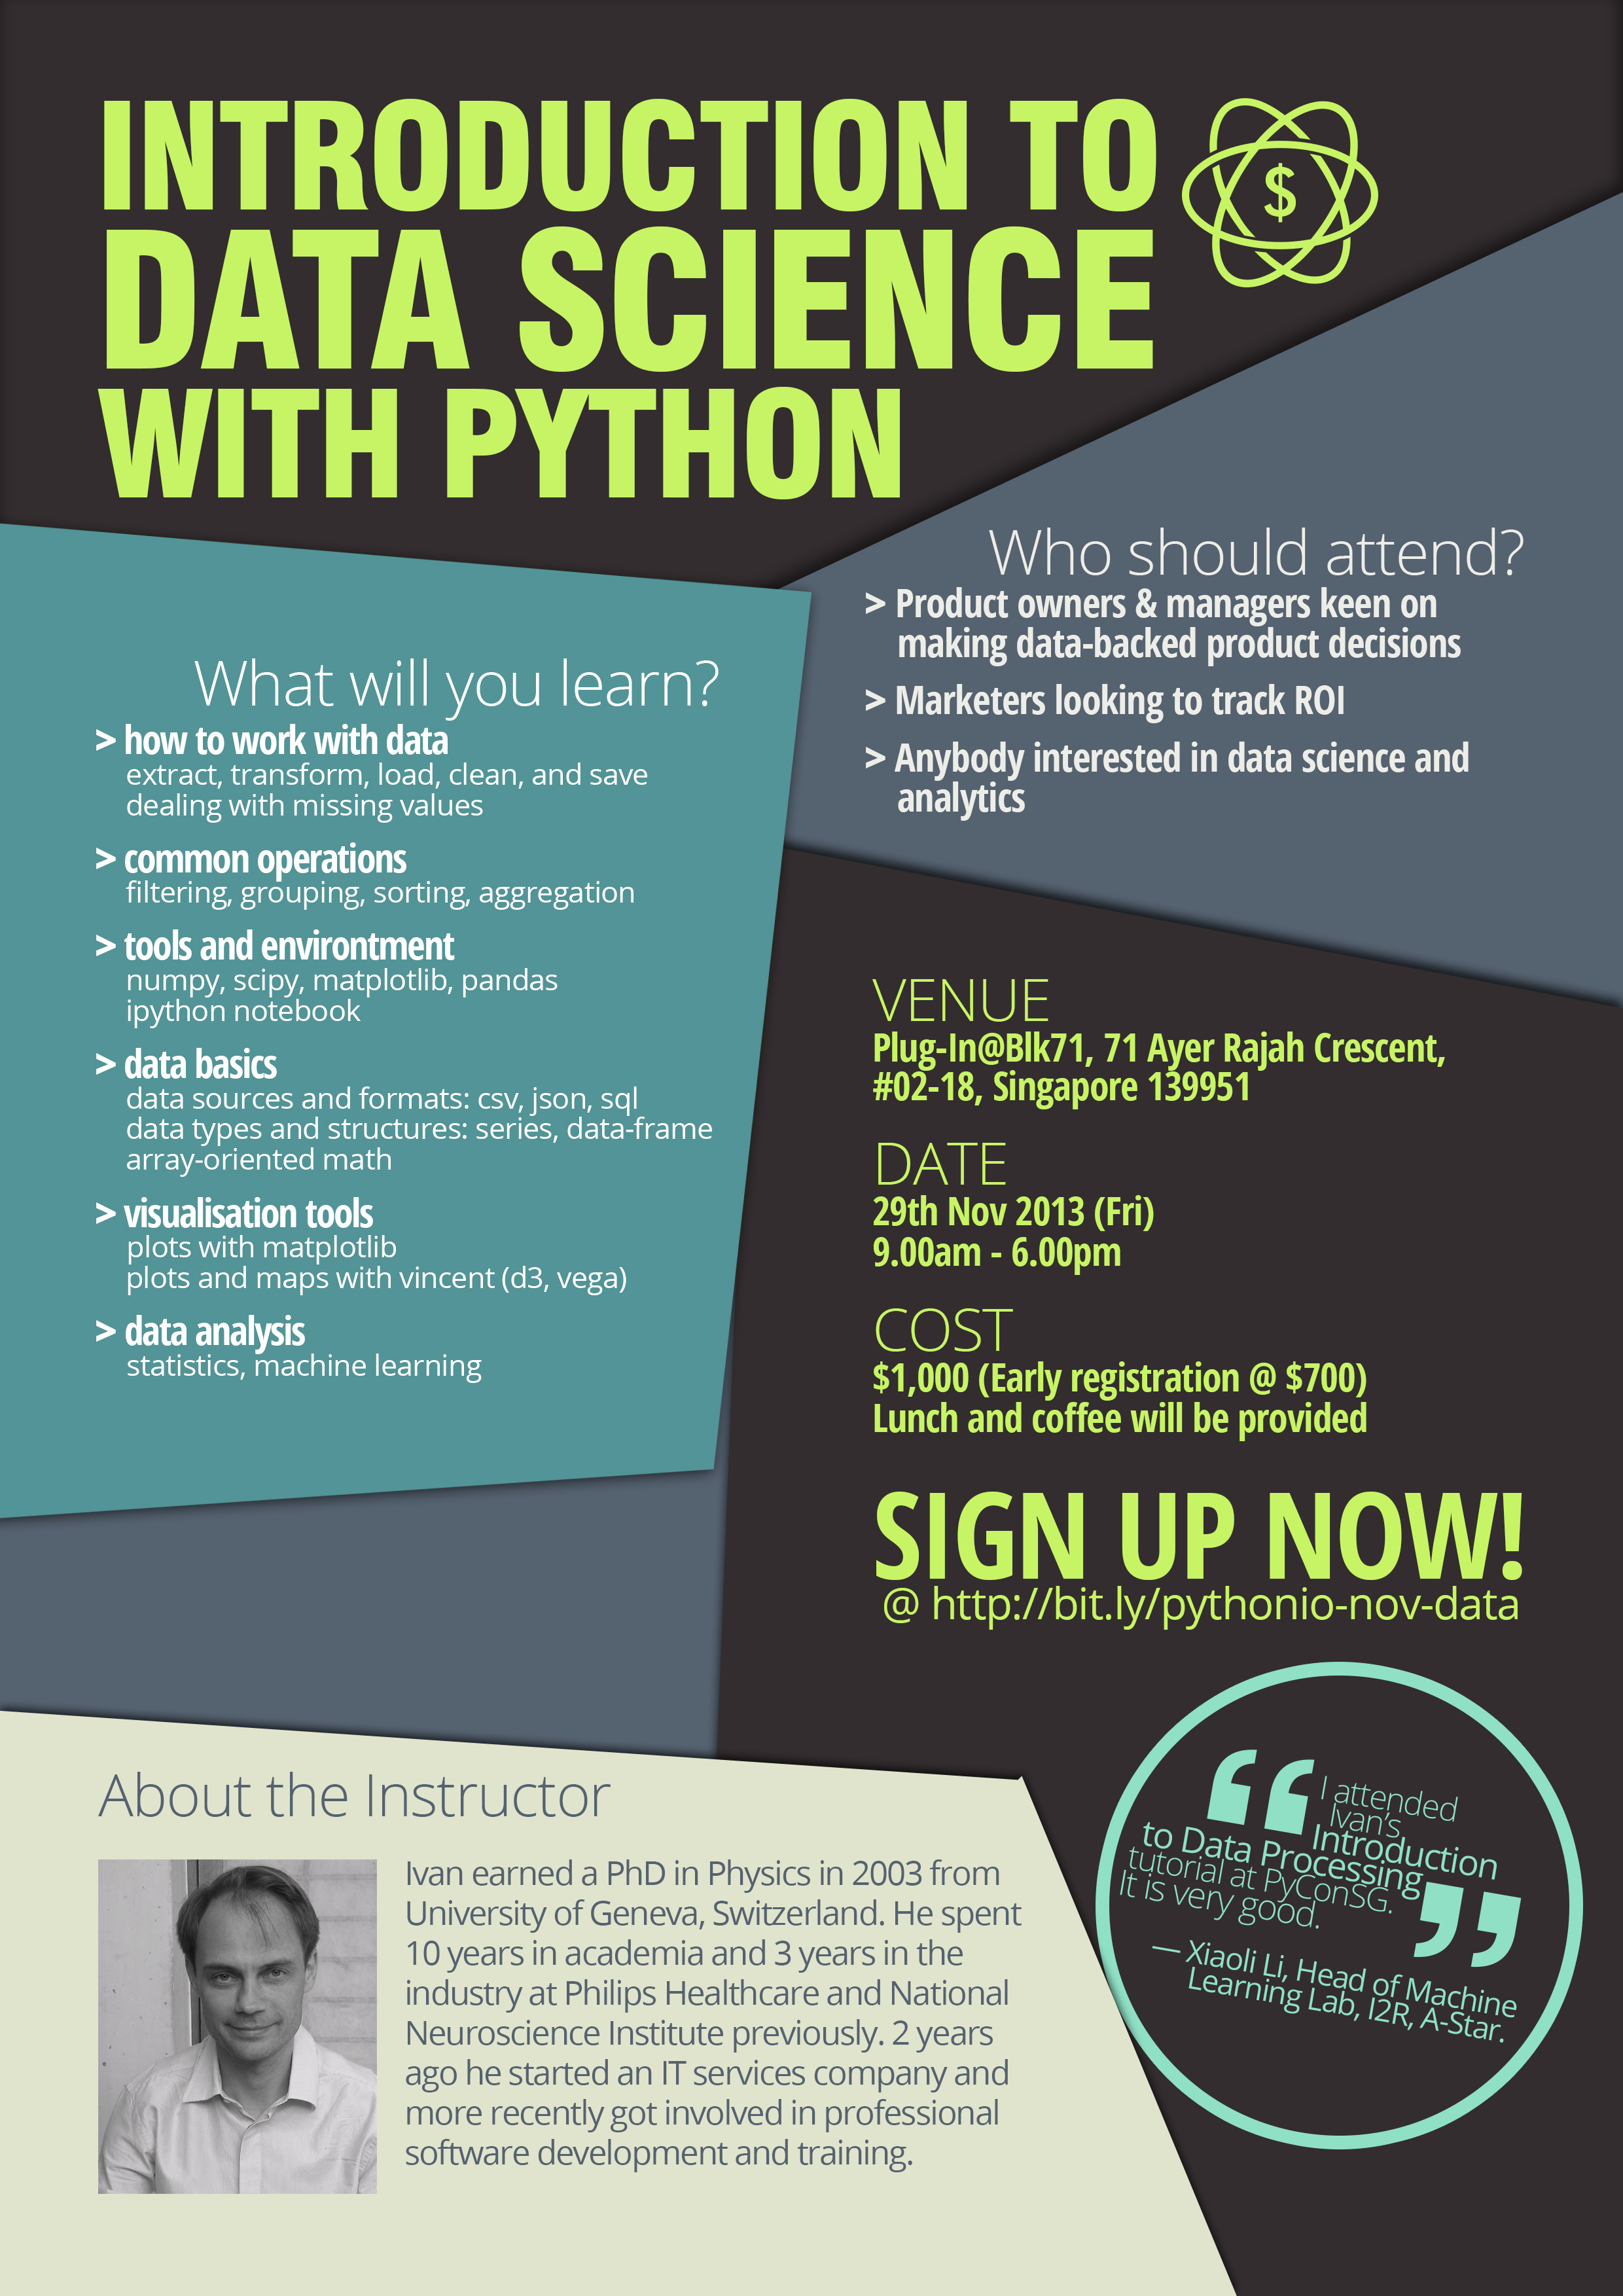 INTRODUCTION TO
DATA SCIENCE
WITH PYTHON
$
What will you learn?
> how to work with data
extract, transform, load, clean, and save
dealing with missing values
> common operations
filtering, grouping, sorting, aggregation
> tools and environtment
numpy, scipy, matplotlib, pandas
ipython notebook
> data basics
data sources and formats: csv, json, sql
data types and structures: series, data-frame
array-oriented math
> visualisation tools
plots with matplotlib
plots and maps with vincent (d3, vega)
> data analysis
statistics, machine learning
Who should attend?
> Product owners & managers keen on
making data-backed product decisions
> Marketers looking to track ROI
> Anybody interested in data science and
analytics
VENUE
Plug-In@Blk71, 71 Ayer Rajah Crescent,
#02-18, Singapore 139951
DATE
29th Nov 2013 (Fri)
9.00am - 6.00pm
COST
$1,000 (Early registration @ $700)
Lunch and coffee will be provided
SIGN UP NOW!
@ http://bit.ly/pythonio-nov-data
About the Instructor
Ivan earned a PhD in Physics in 2003 from
University of Geneva, Switzerland. He spent
10 years in academia and 3 years in the
industry at Philips Healthcare and National
Neuroscience Institute previously. 2 years
ago he started an IT services company and
more recently got involved in professional
software development and training.
“I attended
Ivan's
Introduction
to Data Processing
tutorial at PyConSG.
It is very good.”
— Xiaoli Li, Head of Machine
Learning Lab, I2R, A-Star.